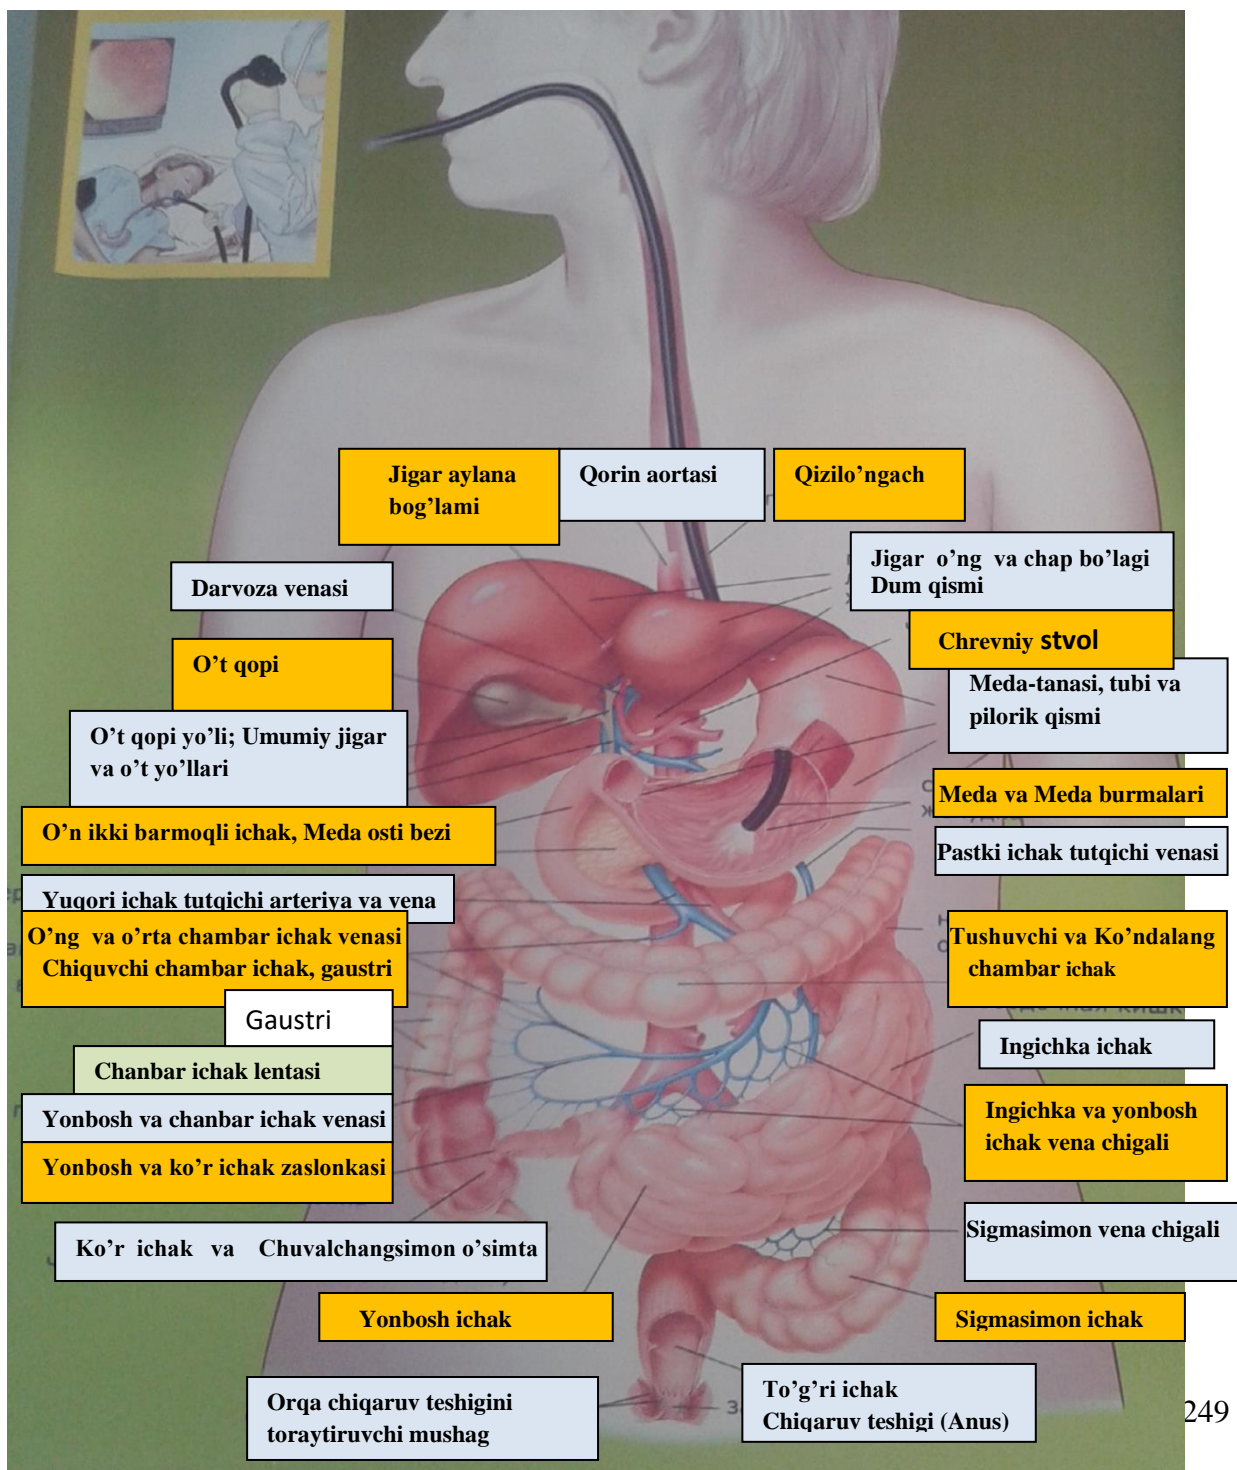 Jigar aylana
bog’lami
Qorin aortasi
Qizilo’ngach
Jigar o’ng va chap bo’lagi
Dum qismi
Darvoza venasi
Chrevniy stvol
O’t qopi
Meda-tanasi, tubi va
pilorik qismi
O’t qopi yo’li; Umumiy jigar
va o’t yo’llari
Meda va Meda burmalari
O’n ikki barmoqli ichak, Meda osti bezi
Pastki ichak tutqichi venasi
Yuqori ichak tutqichi arteriya va vena
O’ng va o’rta chambar ichak venasi
Chiquvchi chambar ichak, gaustri
Tushuvchi va Ko’ndalang
chambar ichak
Gaustri
Ingichka ichak
Chanbar ichak lentasi
Yonbosh va chanbar ichak venasi
Ingichka va yonbosh
ichak vena chigali
Yonbosh va ko’r ichak zaslonkasi
Sigmasimon vena chigali
Ko’r ichak va Chuvalchangsimon o’simta
Yonbosh ichak
Sigmasimon ichak
Orqa chiqaruv teshigini
toraytiruvchi mushag
To’g’ri ichak
Chiqaruv teshigi (Anus)
249